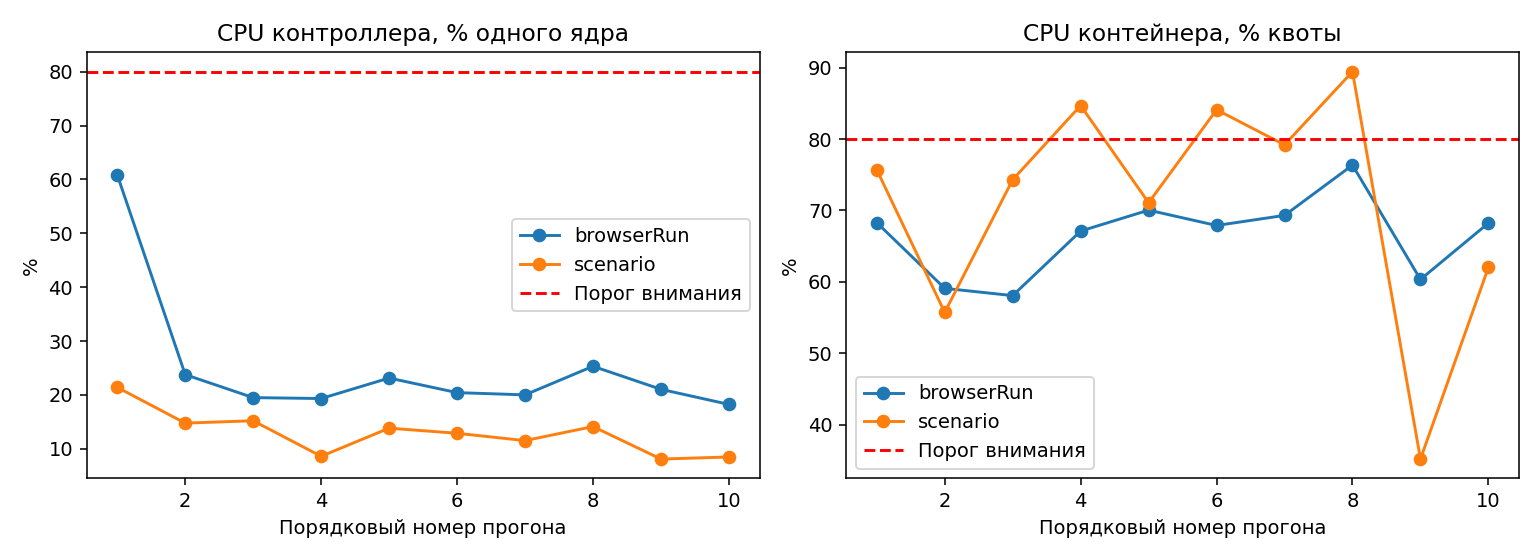 CPU контроллера, % одного ядра
80
70
60
50
40
30
20
10
%
browserRun
scenario
Порог внимания
2
4
6
8
10
Порядковый номер прогона
CPU контейнера, % квоты
90
80
70
60
50
40
%
browserRun
scenario
Порог внимания
2
4
6
8
10
Порядковый номер прогона